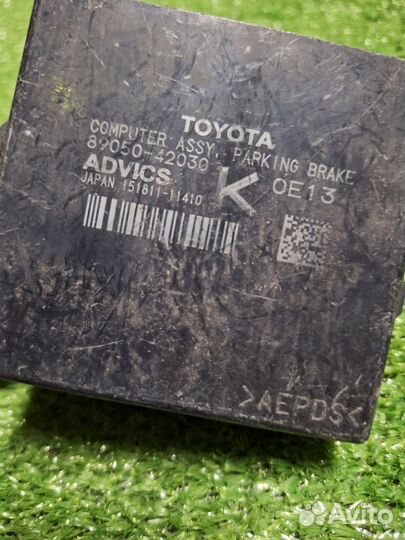 TOYOTA
COMPUTER ASSY, PARKING BRAKE
89050-42030 K 0E13
ADVICS
JAPAN 151811-11410
>AEPDS<
Avito